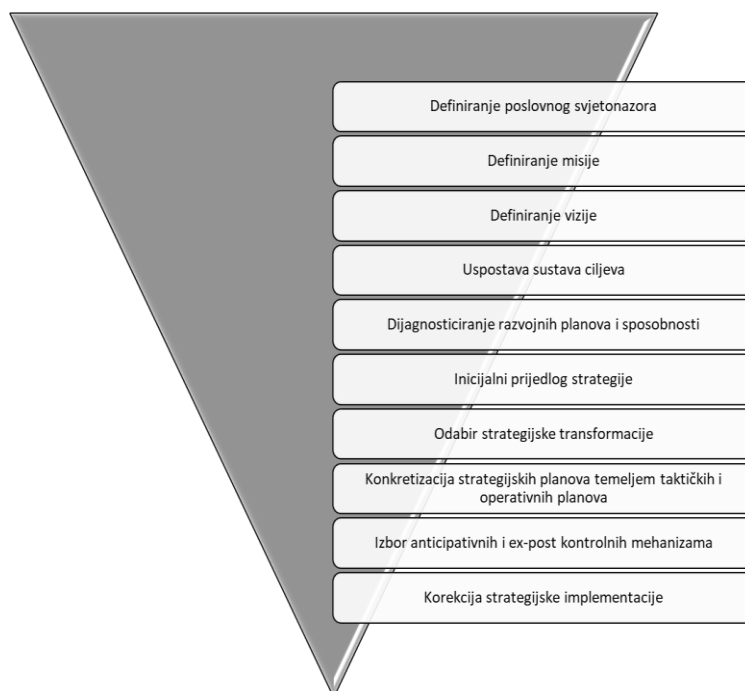 Definiranje poslovnog svjetonazora
Definiranje misije
Definiranje vizije
Uspostava sustava ciljeva
Dijagnosticiranje razvojnih planova i sposobnosti
Inicijalni prijedlog strategije
Odabir strategijske transformacije
Konkretizacija strategijskih planova temeljem taktičkih i
operativnih planova
Izbor anticipativnih i ex-post kontrolnih mehanizama
Korekcija strategijske implementacije